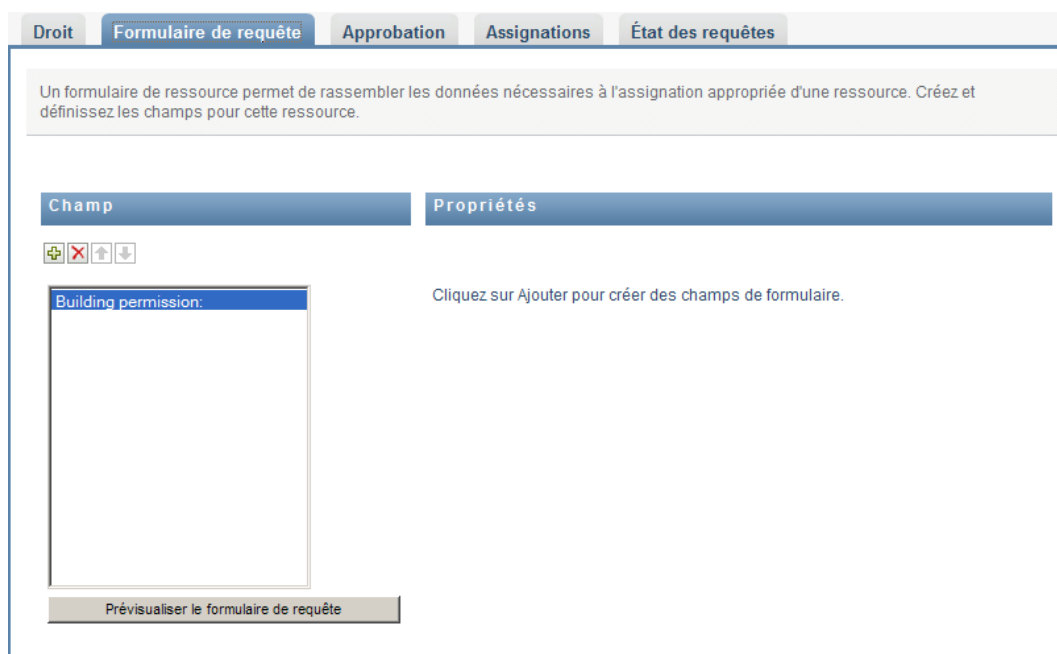 Droit Formulaire de requête Approbation Assignations État des requêtes
Un formulaire de ressource permet de rassembler les données nécessaires à l'assignation appropriée d'une ressource. Créez et
définissez les champs pour cette ressource.
Champ Propriétés
Building permission:
Cliquez sur Ajouter pour créer des champs de formulaire.
Prévisualiser le formulaire de requête